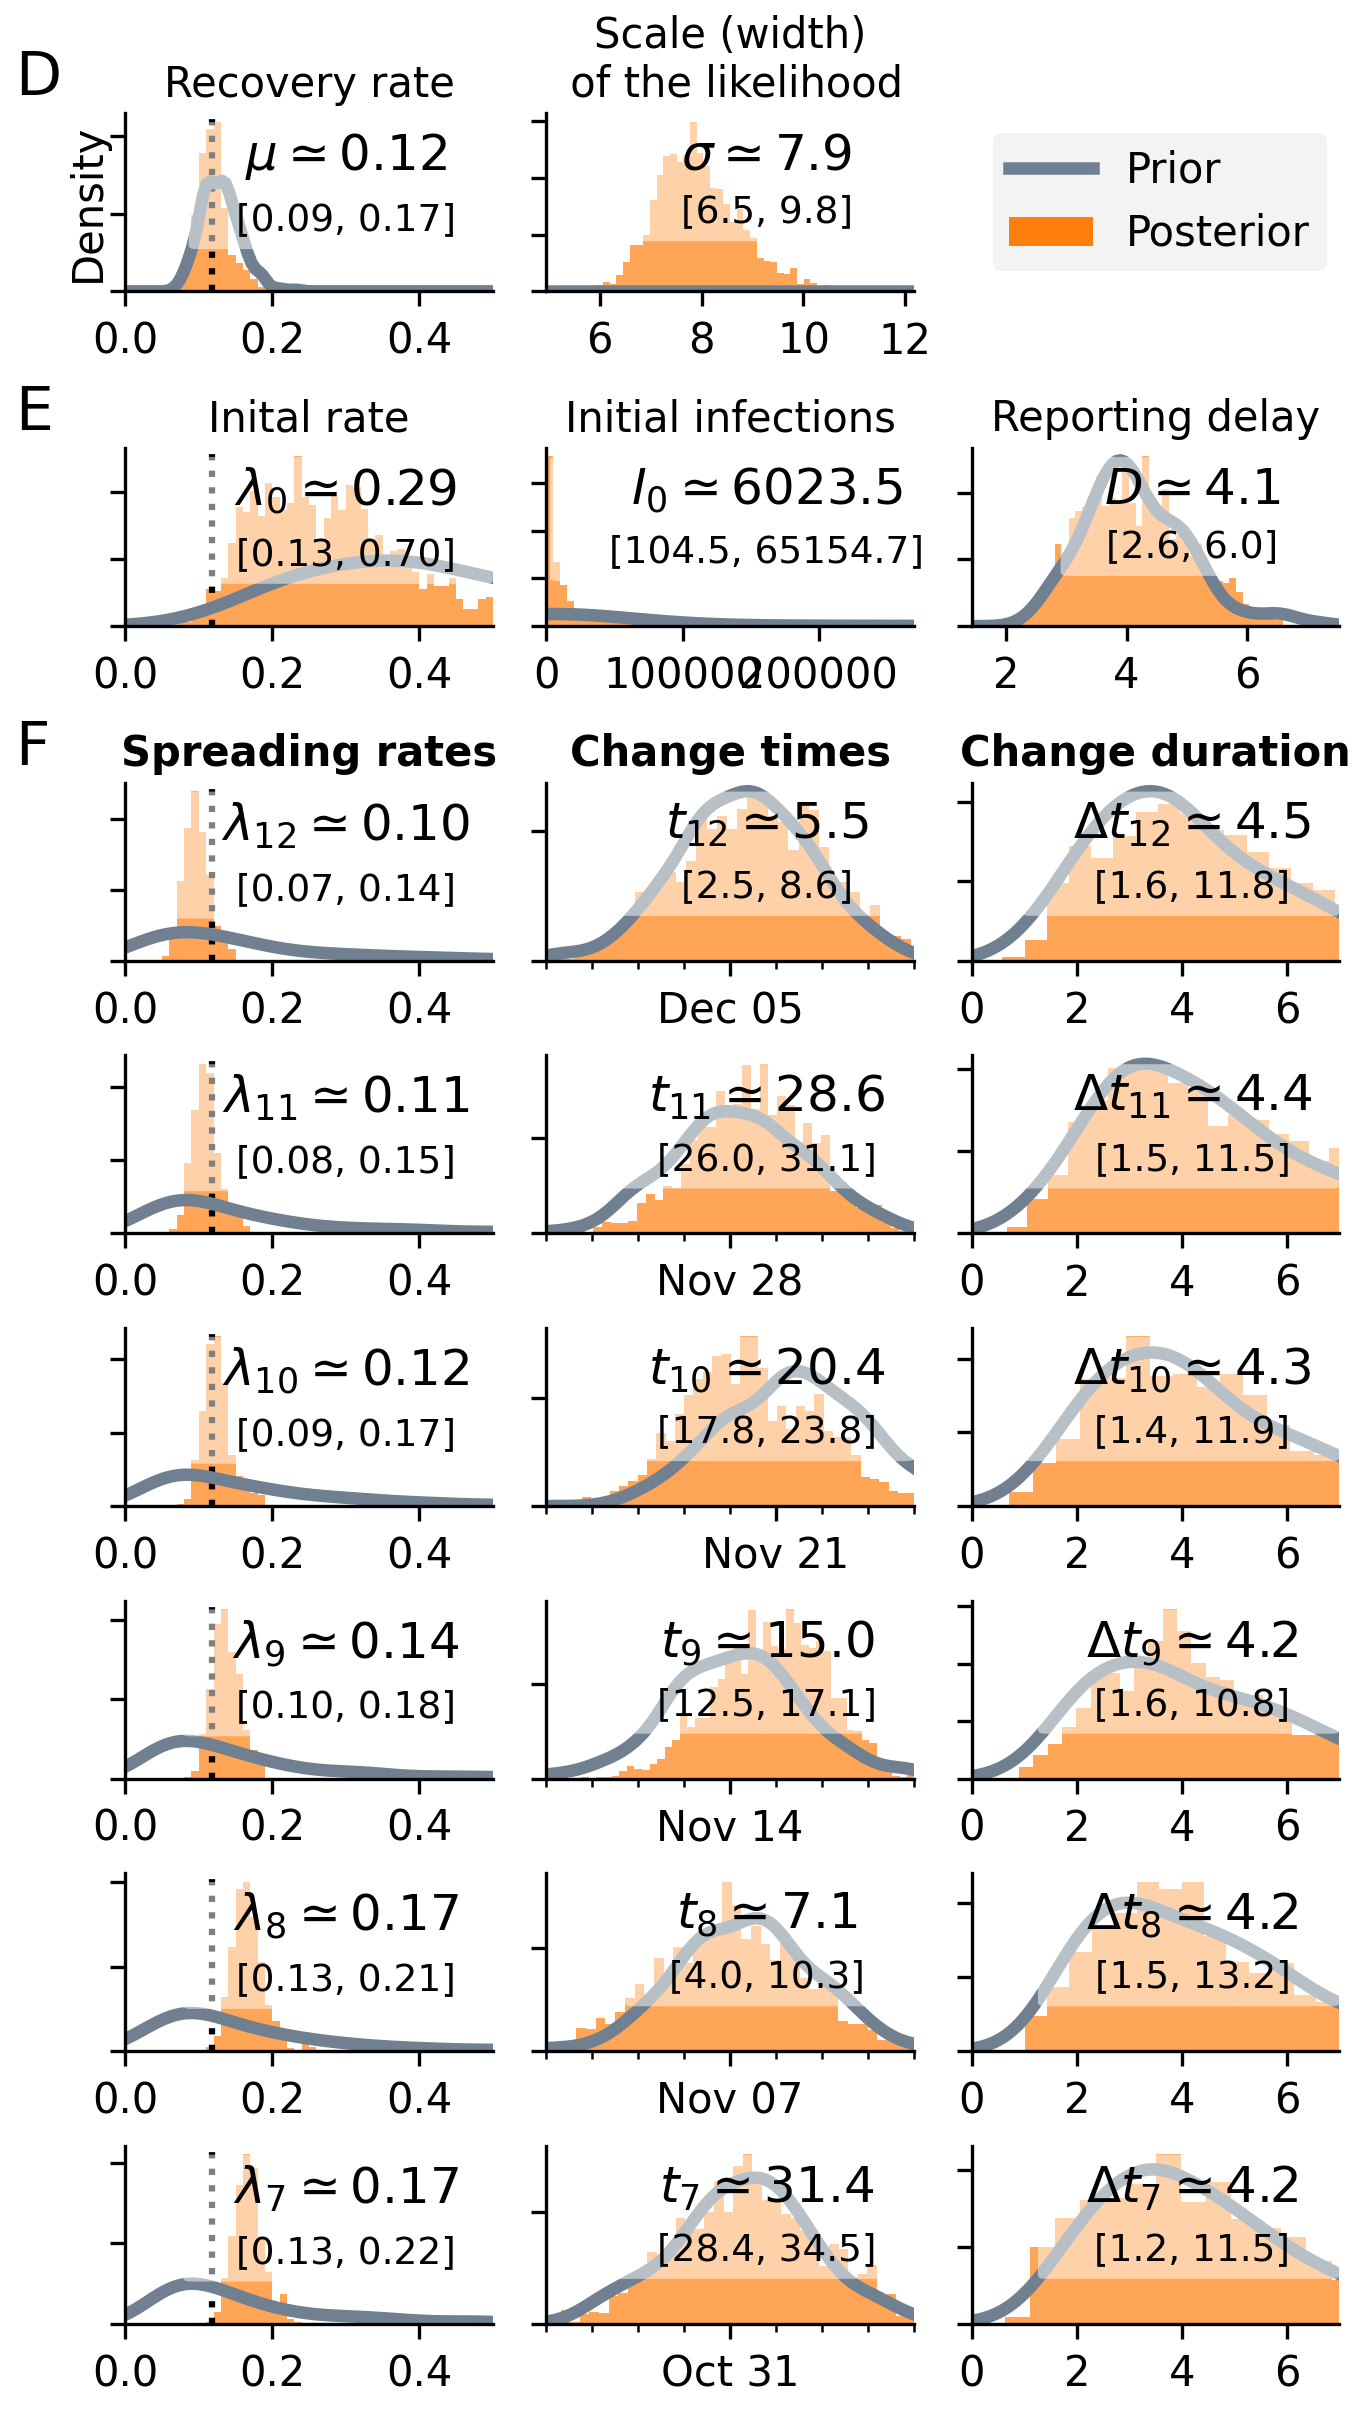 D
Recovery rate
Scale (width)
of the likelihood
Density
μ ≃ 0.12
[0.09, 0.17]
0.0 0.2 0.4
σ ≃ 7.9
[6.5, 9.8]
6 8 10 12
Prior
Posterior
E
Inital rate
λ0 ≃ 0.29
[0.13, 0.70]
0.0 0.2 0.4
Initial infections
I0 ≃ 6023.5
[104.5, 65154.7]
0 100000 200000
Reporting delay
D ≃ 4.1
[2.6, 6.0]
2 4 6
F
Spreading rates Change times Change duration
λ12 ≃ 0.10
[0.07, 0.14]
0.0 0.2 0.4
t12 ≃ 5.5
[2.5, 8.6]
Dec 05
Δt12 ≃ 4.5
[1.6, 11.8]
0 2 4 6
λ11 ≃ 0.11
[0.08, 0.15]
0.0 0.2 0.4
t11 ≃ 28.6
[26.0, 31.1]
Nov 28
Δt11 ≃ 4.4
[1.5, 11.5]
0 2 4 6
λ10 ≃ 0.12
[0.09, 0.17]
0.0 0.2 0.4
t10 ≃ 20.4
[17.8, 23.8]
Nov 21
Δt10 ≃ 4.3
[1.4, 11.9]
0 2 4 6
λ9 ≃ 0.14
[0.10, 0.18]
0.0 0.2 0.4
t9 ≃ 15.0
[12.5, 17.1]
Nov 14
Δt9 ≃ 4.2
[1.6, 10.8]
0 2 4 6
λ8 ≃ 0.17
[0.13, 0.21]
0.0 0.2 0.4
t8 ≃ 7.1
[4.0, 10.3]
Nov 07
Δt8 ≃ 4.2
[1.5, 13.2]
0 2 4 6
λ7 ≃ 0.17
[0.13, 0.22]
0.0 0.2 0.4
t7 ≃ 31.4
[28.4, 34.5]
Oct 31
Δt7 ≃ 4.2
[1.2, 11.5]
0 2 4 6